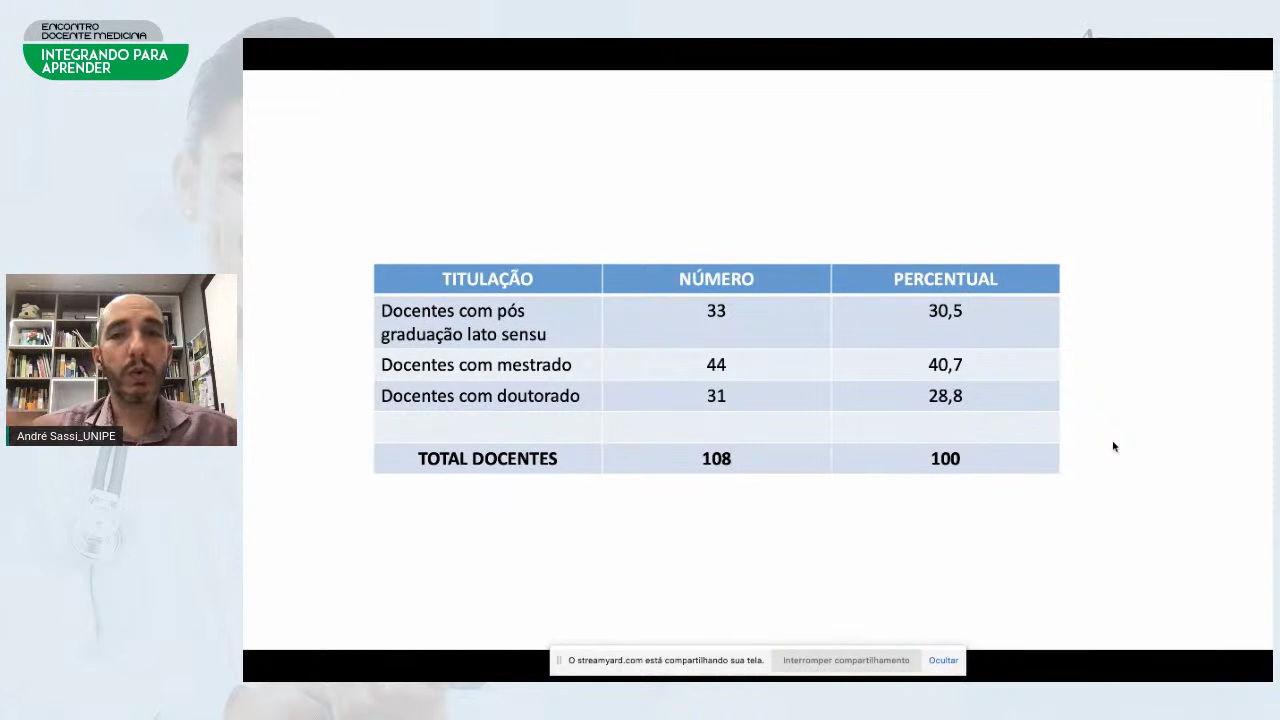 ENCONTRO
DOCENTE MEDICINA
INTEGRANDO PARA
APRENDER
TITULAÇÃO NÚMERO PERCENTUAL
Docentes com pós
graduação lato sensu 33 30,5
Docentes com mestrado 44 40,7
Docentes com doutorado 31 28,8
TOTAL DOCENTES 108 100
André Sassi_UNIPE
O streamyard.com está compartilhando sua tela. Interromper compartilhamento Ocultar